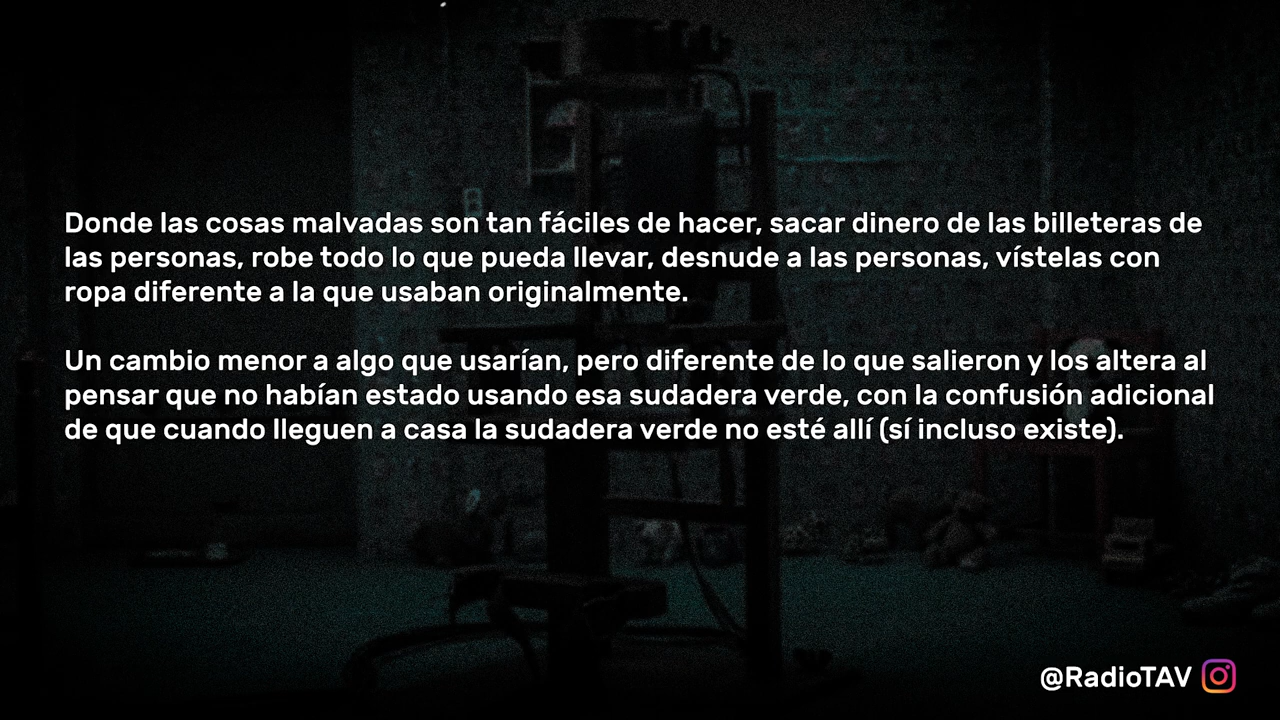 Donde las cosas malvadas son tan fáciles de hacer, sacar dinero de las billeteras de
las personas, robe todo lo que pueda llevar, desnude a las personas, vístelas con
ropa diferente a la que usaban originalmente.
Un cambio menor a algo que usarían, pero diferente de lo que salieron y los altera al
pensar que no habían estado usando esa sudadera verde, con la confusión adicional
de que cuando lleguen a casa la sudadera verde no esté allí (sí incluso existe).
@RadioTAV